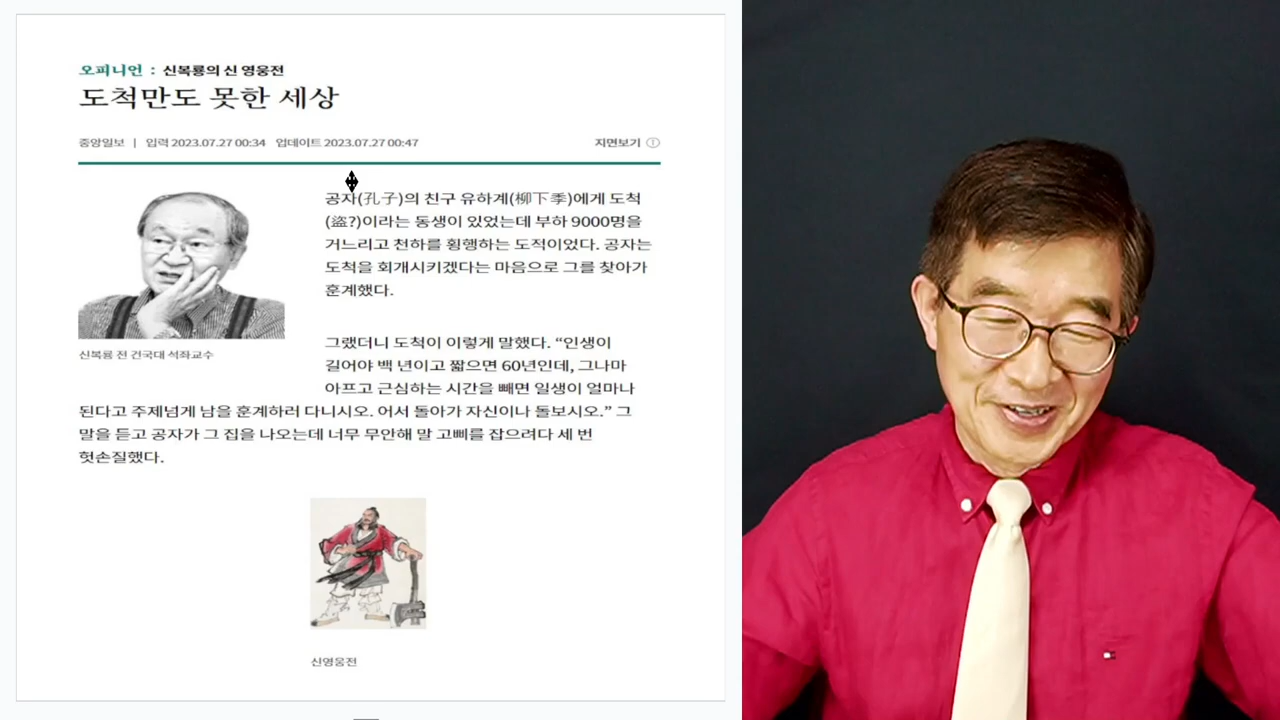 오피니언 : 신복룡의 신 영웅전
도척만도 못한 세상
중앙일보 | 입력 2023.07.27 00:34 업데이트 2023.07.27 00:47
지면보기 ⓘ
공자(孔子)의 친구 유하계(柳下季)에게 도척
(盜?)이라는 동생이 있었는데 부하 9000명을
거느리고 천하를 횡행하는 도적이었다. 공자는
도척을 회개시키겠다는 마음으로 그를 찾아가
훈계했다.
신복룡 전 건국대 석좌교수
그랬더니 도척이 이렇게 말했다. “인생이
길어야 백 년이고 짧으면 60년인데, 그나마
아프고 근심하는 시간을 빼면 일생이 얼마나
된다고 주제넘게 남을 훈계하러 다니시오. 어서 돌아가 자신이나 돌보시오.” 그
말을 듣고 공자가 그 집을 나오는데 너무 무안해 말 고삐를 잡으려다 세 번
헛손질했다.
신영웅전